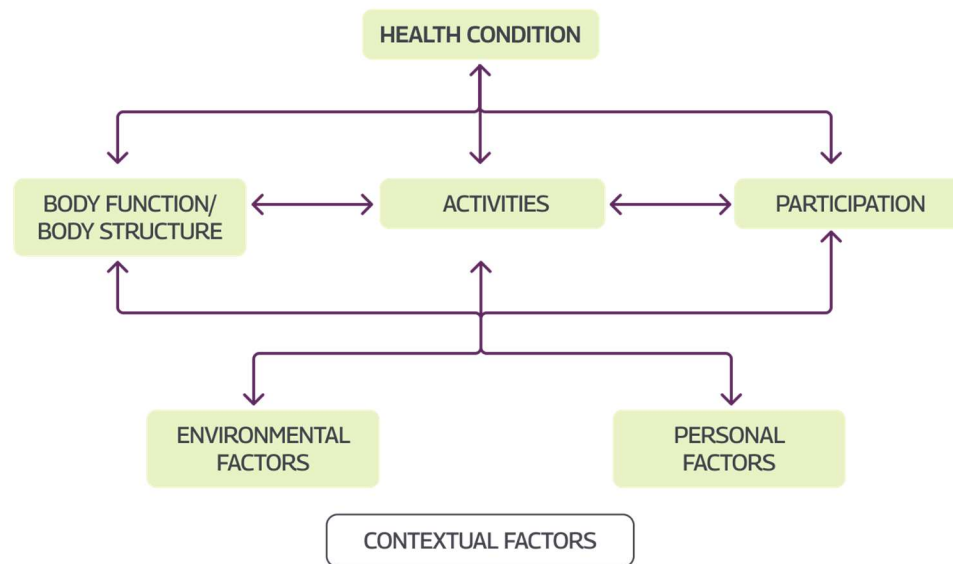 HEALTH CONDITION
BODY FUNCTION/
BODY STRUCTURE
ACTIVITIES
PARTICIPATION
ENVIRONMENTAL
FACTORS
PERSONAL
FACTORS
CONTEXTUAL FACTORS